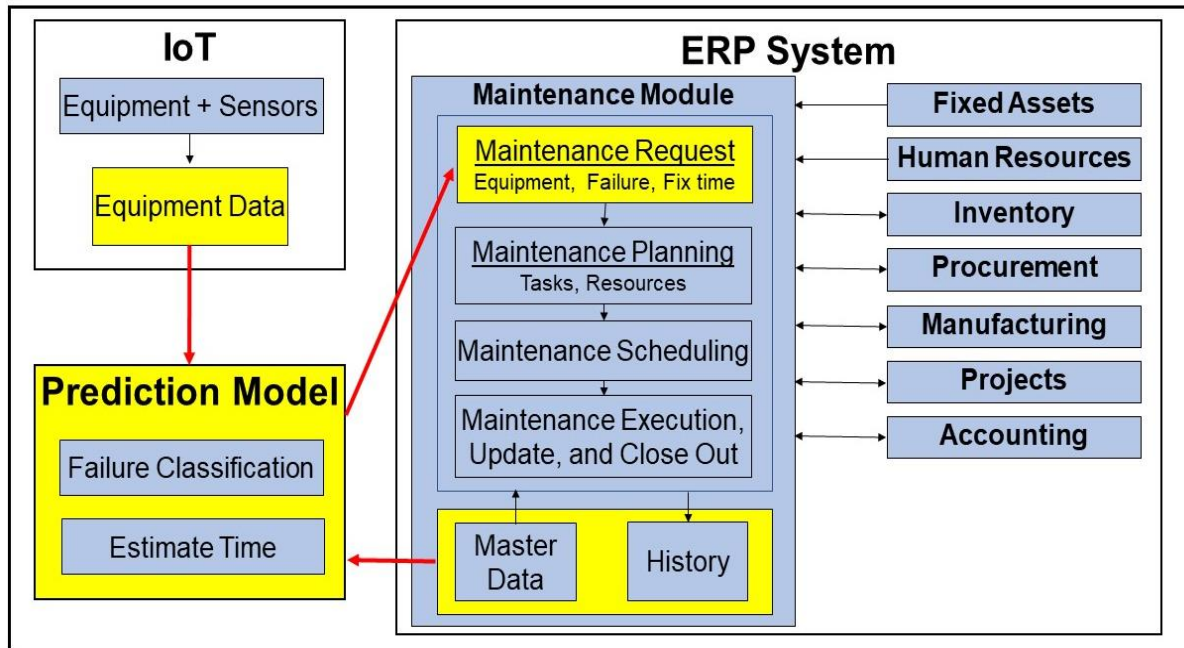 IoT
Equipment + Sensors
Equipment Data
Prediction Model
Failure Classification
Estimate Time
ERP System
Maintenance Module
Maintenance Request
Equipment, Failure, Fix time
Maintenance Planning
Tasks, Resources
Maintenance Scheduling
Maintenance Execution,
Update, and Close Out
Master
Data
History
Fixed Assets
Human Resources
Inventory
Procurement
Manufacturing
Projects
Accounting